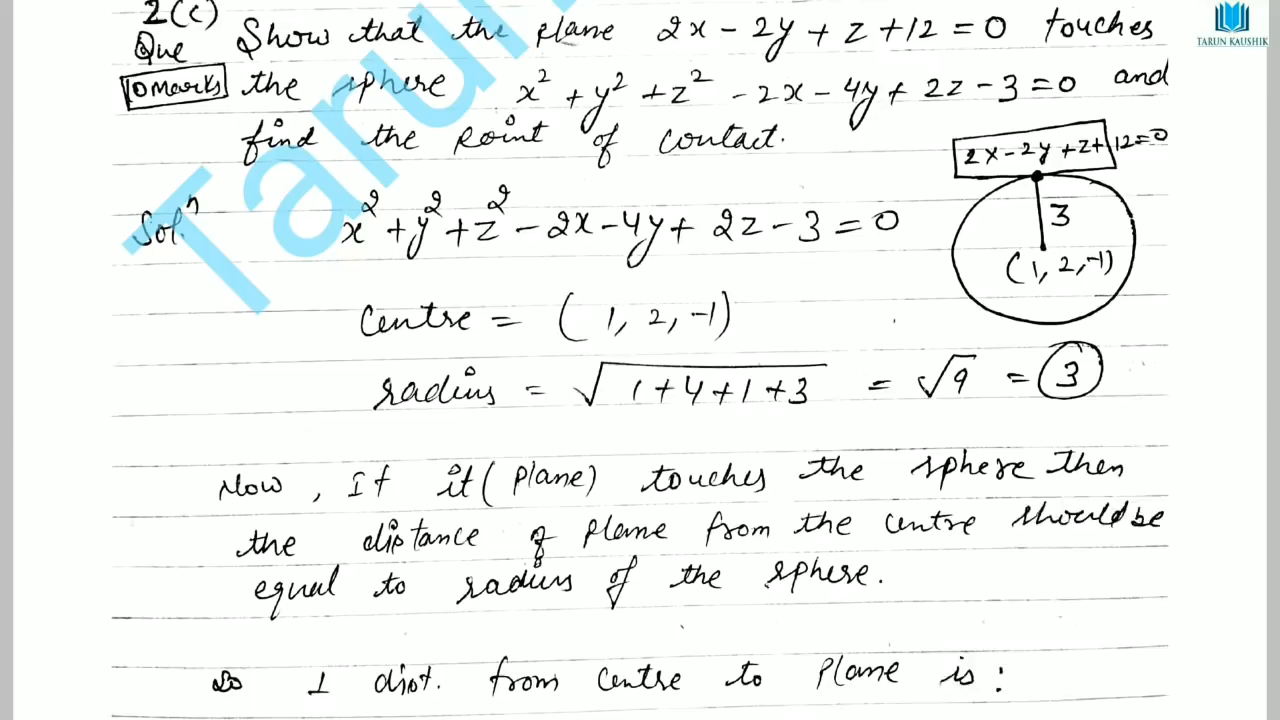 2(c)
Que Show that the plane 2x - 2y + z + 12 = 0 touches
10 Marks the sphere x² + y² + z² - 2x - 4y + 2z - 3 = 0 and
find the point of contact.
TARUN KAUSHIK
2x - 2y + z + 12 = 0
3
(1, 2, -1)
Solⁿ x² + y² + z² - 2x - 4y + 2z - 3 = 0
Centre = (1, 2, -1)
radius = √(1 + 4 + 1 + 3) = √9 = 3
Now, If it (plane) touches the sphere then
the distance of plane from the centre should be
equal to radius of the sphere.
So ⊥ dist. from centre to plane is :
Tarun